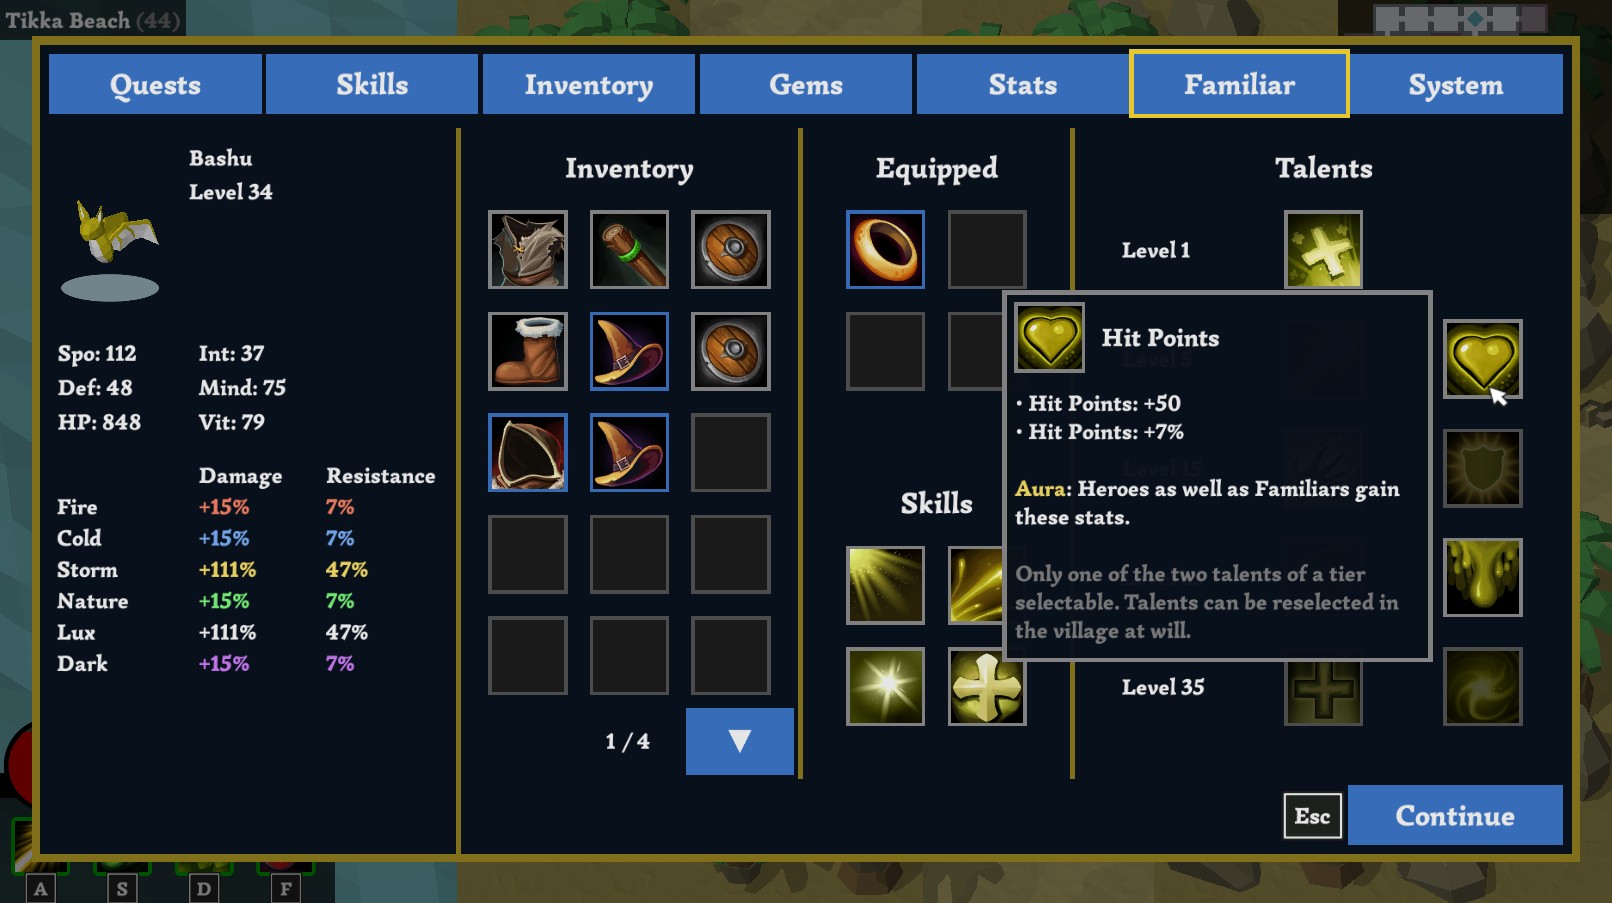 Tikka Beach (44)
Quests
Skills
Inventory
Gems
Stats
Familiar
System
Bashu
Level 34
Spo: 112
Int: 37
Def: 48
Mind: 75
HP: 848
Vit: 79
Damage
Resistance
Fire
+15%
7%
Cold
+15%
7%
Storm
+111%
47%
Nature
+15%
7%
Lux
+111%
47%
Dark
+15%
7%
Inventory
1 / 4
Equipped
Skills
Talents
Level 1
Level 5
Level 15
Level 35
Hit Points
· Hit Points: +50
· Hit Points: +7%
Aura: Heroes as well as Familiars gain
these stats.
Only one of the two talents of a tier
selectable. Talents can be reselected in
the village at will.
Esc
Continue
A
S
D
F